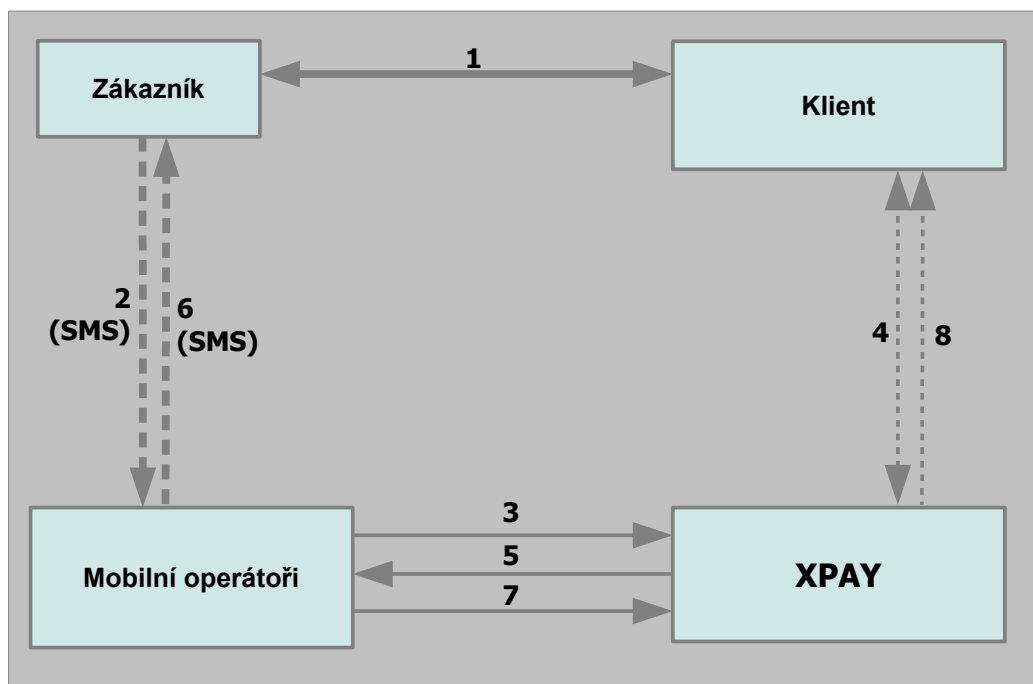 Zákazník
1
Klient
2
(SMS)
6
(SMS)
4
8
3
5
7
Mobilní operátoři
XPAY